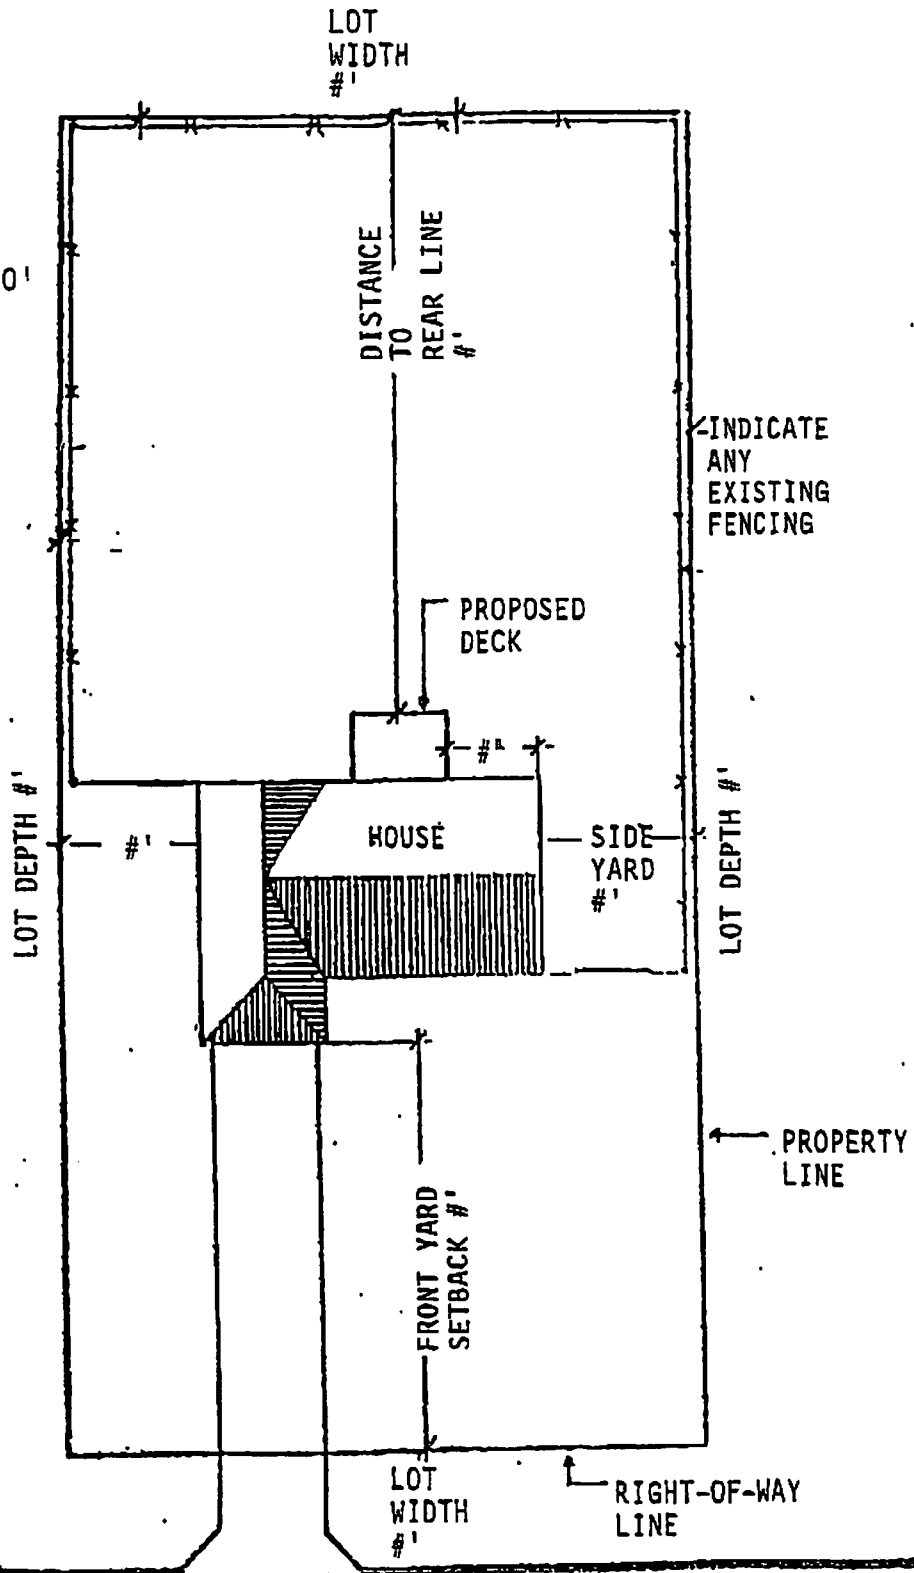 LOT
WIDTH
#'
0'
DISTANCE
TO
REAR LINE
#'
INDICATE
ANY
EXISTING
FENCING
PROPOSED
DECK
#"
LOT DEPTH #'
#'
HOUSE
SIDE
YARD
#'
LOT DEPTH #'
PROPERTY
LINE
FRONT YARD
SETBACK #'
LOT
WIDTH
#'
RIGHT-OF-WAY
LINE